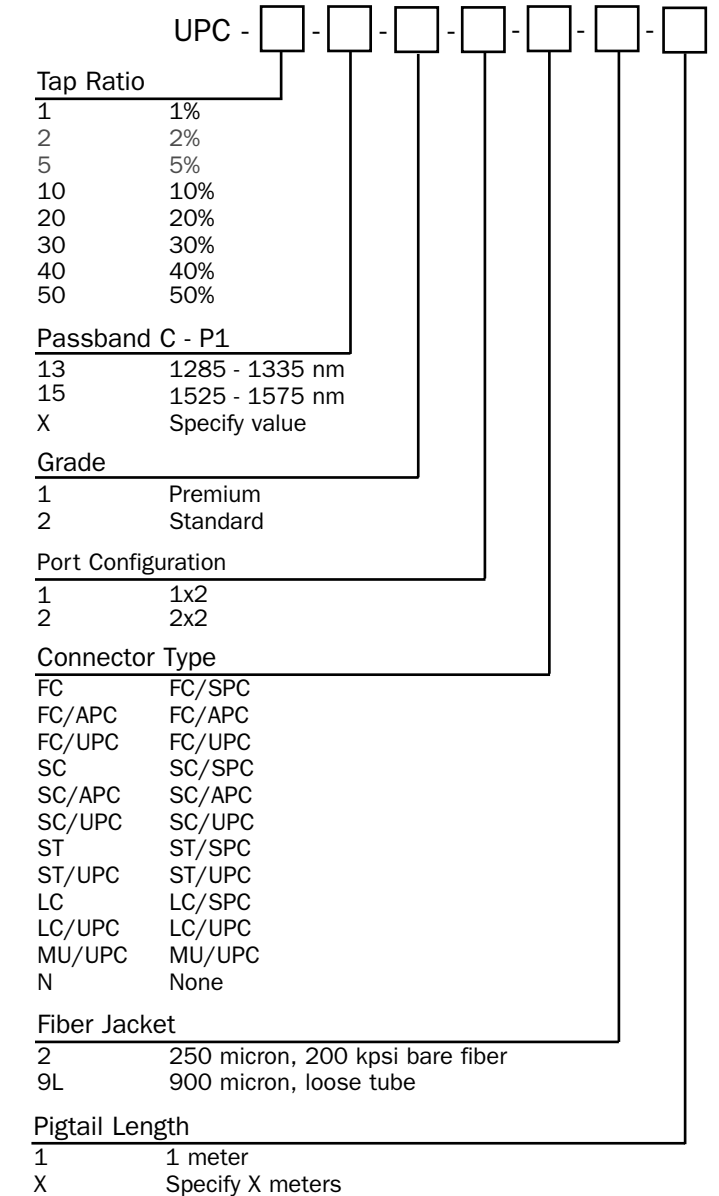 UPC - - - - - - -
Tap Ratio
1 1%
2 2%
5 5%
10 10%
20 20%
30 30%
40 40%
50 50%
Passband C - P1
13 1285 - 1335 nm
15 1525 - 1575 nm
X Specify value
Grade
1 Premium
2 Standard
Port Configuration
1 1x2
2 2x2
Connector Type
FC FC/SPC
FC/APC FC/APC
FC/UPC FC/UPC
SC SC/SPC
SC/APC SC/APC
SC/UPC SC/UPC
ST ST/SPC
ST/UPC ST/UPC
LC LC/SPC
LC/UPC LC/UPC
MU/UPC MU/UPC
N None
Fiber Jacket
2 250 micron, 200 kpsi bare fiber
9L 900 micron, loose tube
Pigtail Length
1 1 meter
X Specify X meters